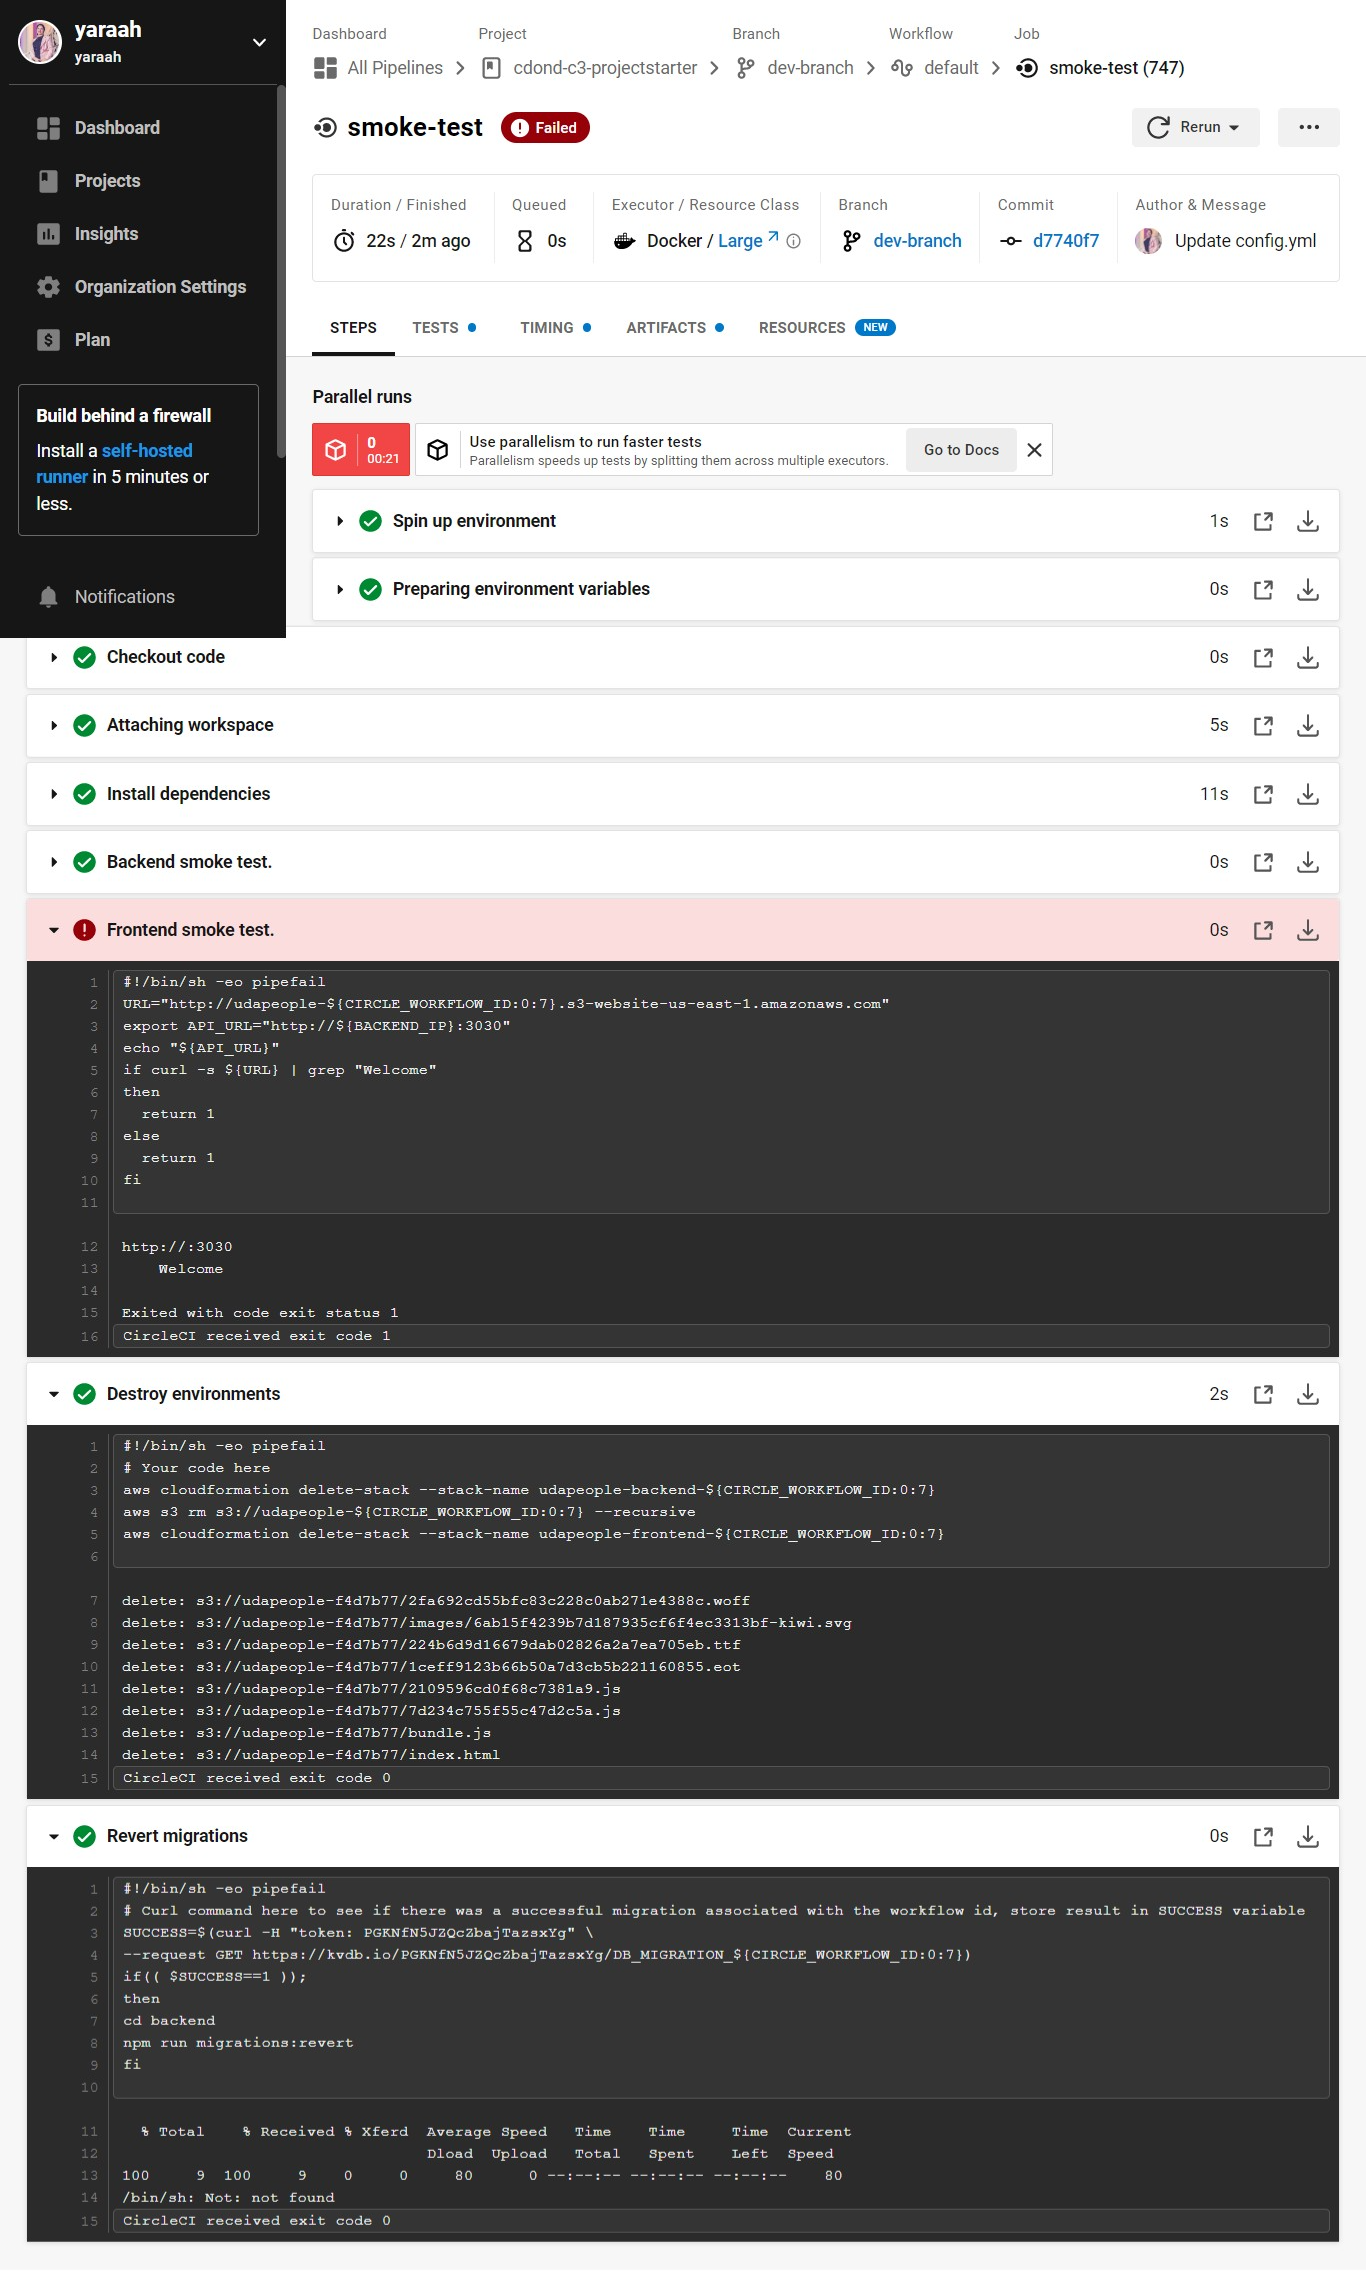 yaraah
yaraah
Dashboard
Projects
Insights
Organization Settings
Plan
Build behind a firewall
Install a self-hosted
runner in 5 minutes or
less.
Notifications
Dashboard Project Branch Workflow Job
All Pipelines cdond-c3-projectstarter dev-branch default smoke-test (747)
smoke-test Failed Rerun
Duration / Finished Queued Executor / Resource Class Branch Commit Author & Message
22s / 2m ago 0s Docker / Large dev-branch d7740f7 Update config.yml
STEPS TESTS TIMING ARTIFACTS RESOURCES NEW
Parallel runs
0
00:21
Use parallelism to run faster tests
Parallelism speeds up tests by splitting them across multiple executors.
Go to Docs
Spin up environment 1s
Preparing environment variables 0s
Checkout code 0s
Attaching workspace 5s
Install dependencies 11s
Backend smoke test. 0s
Frontend smoke test. 0s
1 #!/bin/sh -eo pipefail
2 URL="http://udapeople-${CIRCLE_WORKFLOW_ID:0:7}.s3-website-us-east-1.amazonaws.com"
3 export API_URL="http://${BACKEND_IP}:3030"
4 echo "${API_URL}"
5 if curl -s ${URL} | grep "Welcome"
6 then
7 return 1
8 else
9 return 1
10 fi
11
12 http://:3030
13 Welcome
14
15 Exited with code exit status 1
16 CircleCI received exit code 1
Destroy environments 2s
1 #!/bin/sh -eo pipefail
2 # Your code here
3 aws cloudformation delete-stack --stack-name udapeople-backend-${CIRCLE_WORKFLOW_ID:0:7}
4 aws s3 rm s3://udapeople-${CIRCLE_WORKFLOW_ID:0:7} --recursive
5 aws cloudformation delete-stack --stack-name udapeople-frontend-${CIRCLE_WORKFLOW_ID:0:7}
6
7 delete: s3://udapeople-f4d7b77/2fa692cd55bfc83c228c0ab271e4388c.woff
8 delete: s3://udapeople-f4d7b77/images/6ab15f4239b7d187935cf6f4ec3313bf-kiwi.svg
9 delete: s3://udapeople-f4d7b77/224b6d9d16679dab02826a2a7ea705eb.ttf
10 delete: s3://udapeople-f4d7b77/1ceff9123b66b50a7d3cb5b221160855.eot
11 delete: s3://udapeople-f4d7b77/2109596cd0f68c7381a9.js
12 delete: s3://udapeople-f4d7b77/7d234c755f55c47d2c5a.js
13 delete: s3://udapeople-f4d7b77/bundle.js
14 delete: s3://udapeople-f4d7b77/index.html
15 CircleCI received exit code 0
Revert migrations 0s
1 #!/bin/sh -eo pipefail
2 # Curl command here to see if there was a successful migration associated with the workflow id, store result in SUCCESS variable
3 SUCCESS=$(curl -H "token: PGKNfN5JZQcZbajTazsxYg" \
4 --request GET https://kvdb.io/PGKNfN5JZQcZbajTazsxYg/DB_MIGRATION_${CIRCLE_WORKFLOW_ID:0:7})
5 if(( $SUCCESS==1 ));
6 then
7 cd backend
8 npm run migrations:revert
9 fi
10
11 % Total % Received % Xferd Average Speed Time Time Time Current
12 Dload Upload Total Spent Left Speed
13 100 9 100 9 0 0 80 0 --:--:-- --:--:-- --:--:-- 80
14 /bin/sh: Not: not found
15 CircleCI received exit code 0